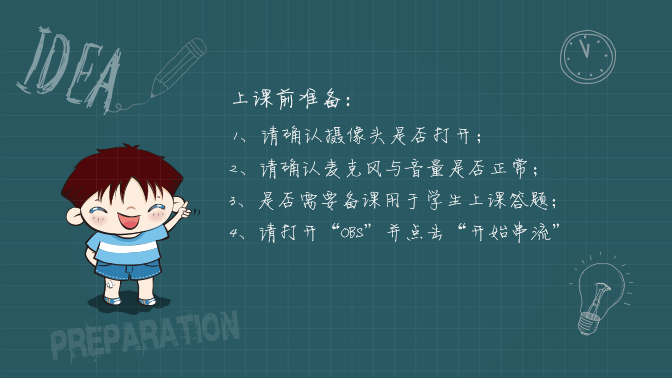 IDEA
上课前准备：
1、请确认摄像头是否打开；
2、请确认麦克风与音量是否正常；
3、是否需要备课用于学生上课答题；
4、请打开“OBS”并点击“开始串流”
PREPARATION